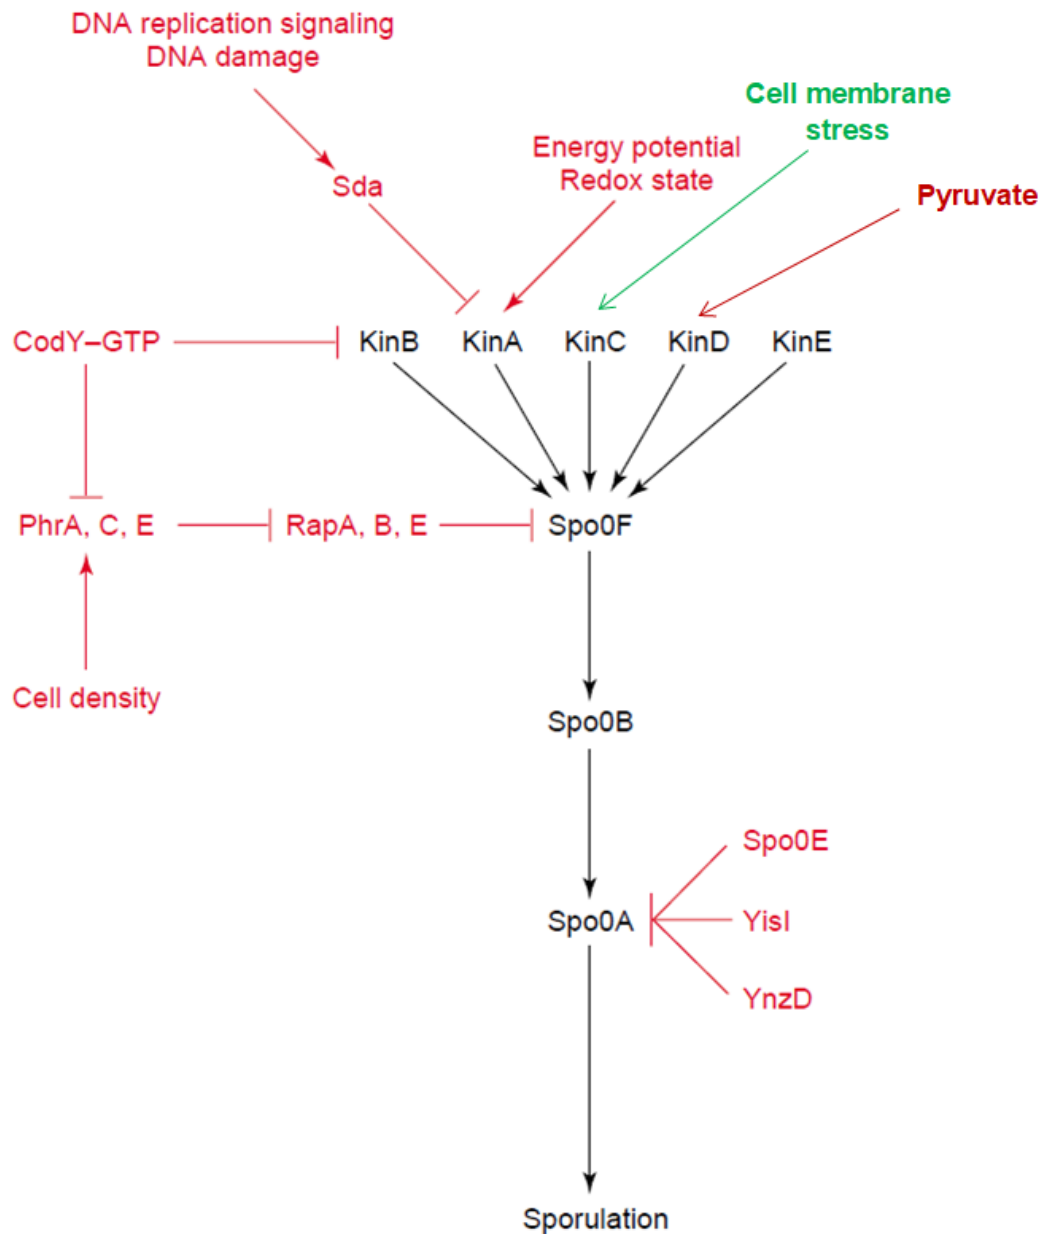 DNA replication signaling
DNA damage
Cell membrane
stress
Energy potential
Redox state
Sda
Pyruvate
CodY–GTP
KinB
KinA
KinC
KinD
KinE
PhrA, C, E
RapA, B, E
Spo0F
Cell density
Spo0B
Spo0E
Spo0A
YisI
YnzD
Sporulation